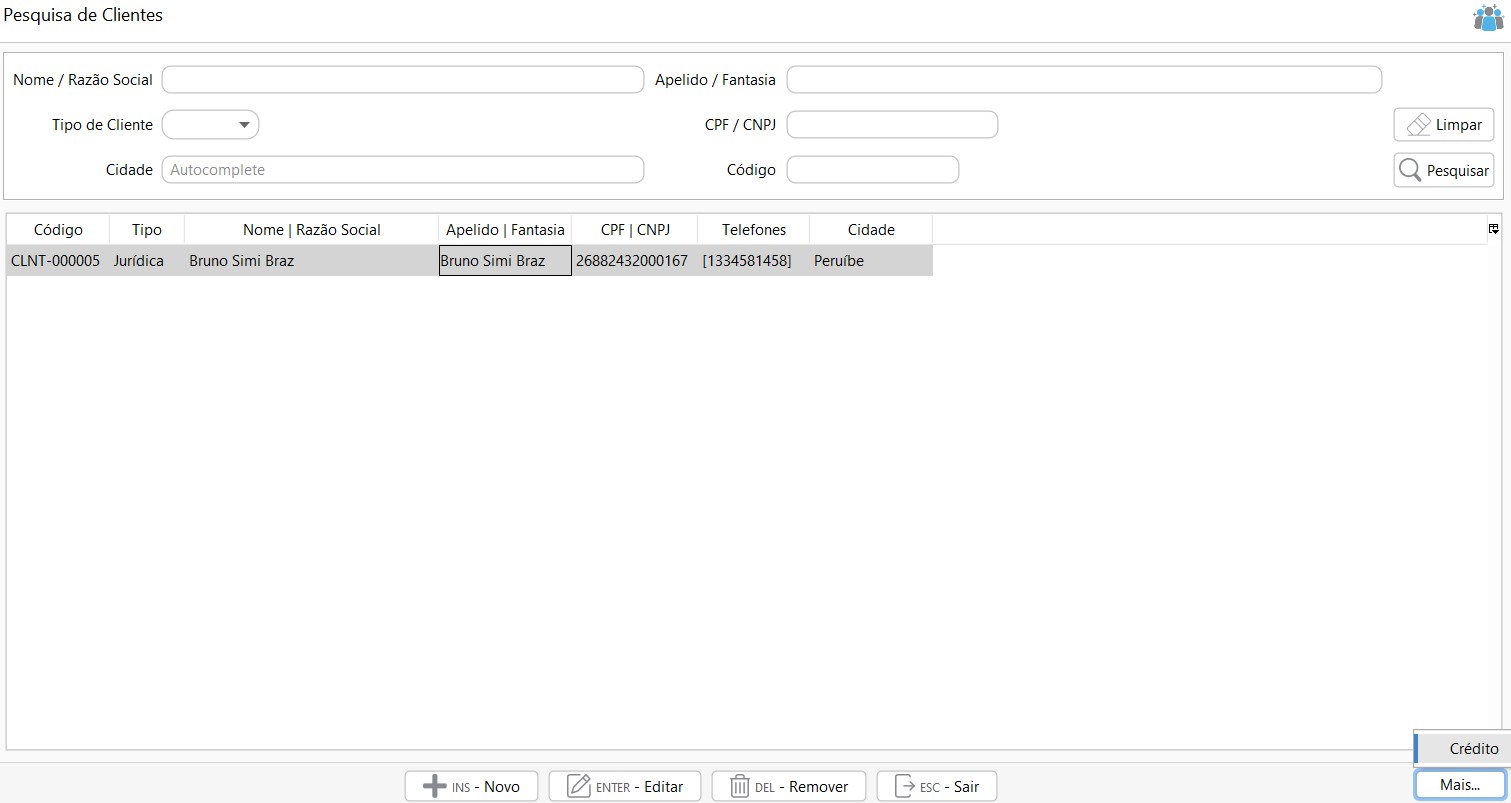 Pesquisa de Clientes
Nome / Razão Social Apelido / Fantasia
Tipo de Cliente CPF / CNPJ Limpar
Cidade Autocomplete Código Pesquisar
Código Tipo Nome | Razão Social Apelido | Fantasia CPF | CNPJ Telefones Cidade
CLNT-000005 Jurídica Bruno Simi Braz Bruno Simi Braz 26882432000167 [1334581458] Peruíbe
Crédito
INS - Novo ENTER - Editar DEL - Remover ESC - Sair Mais...